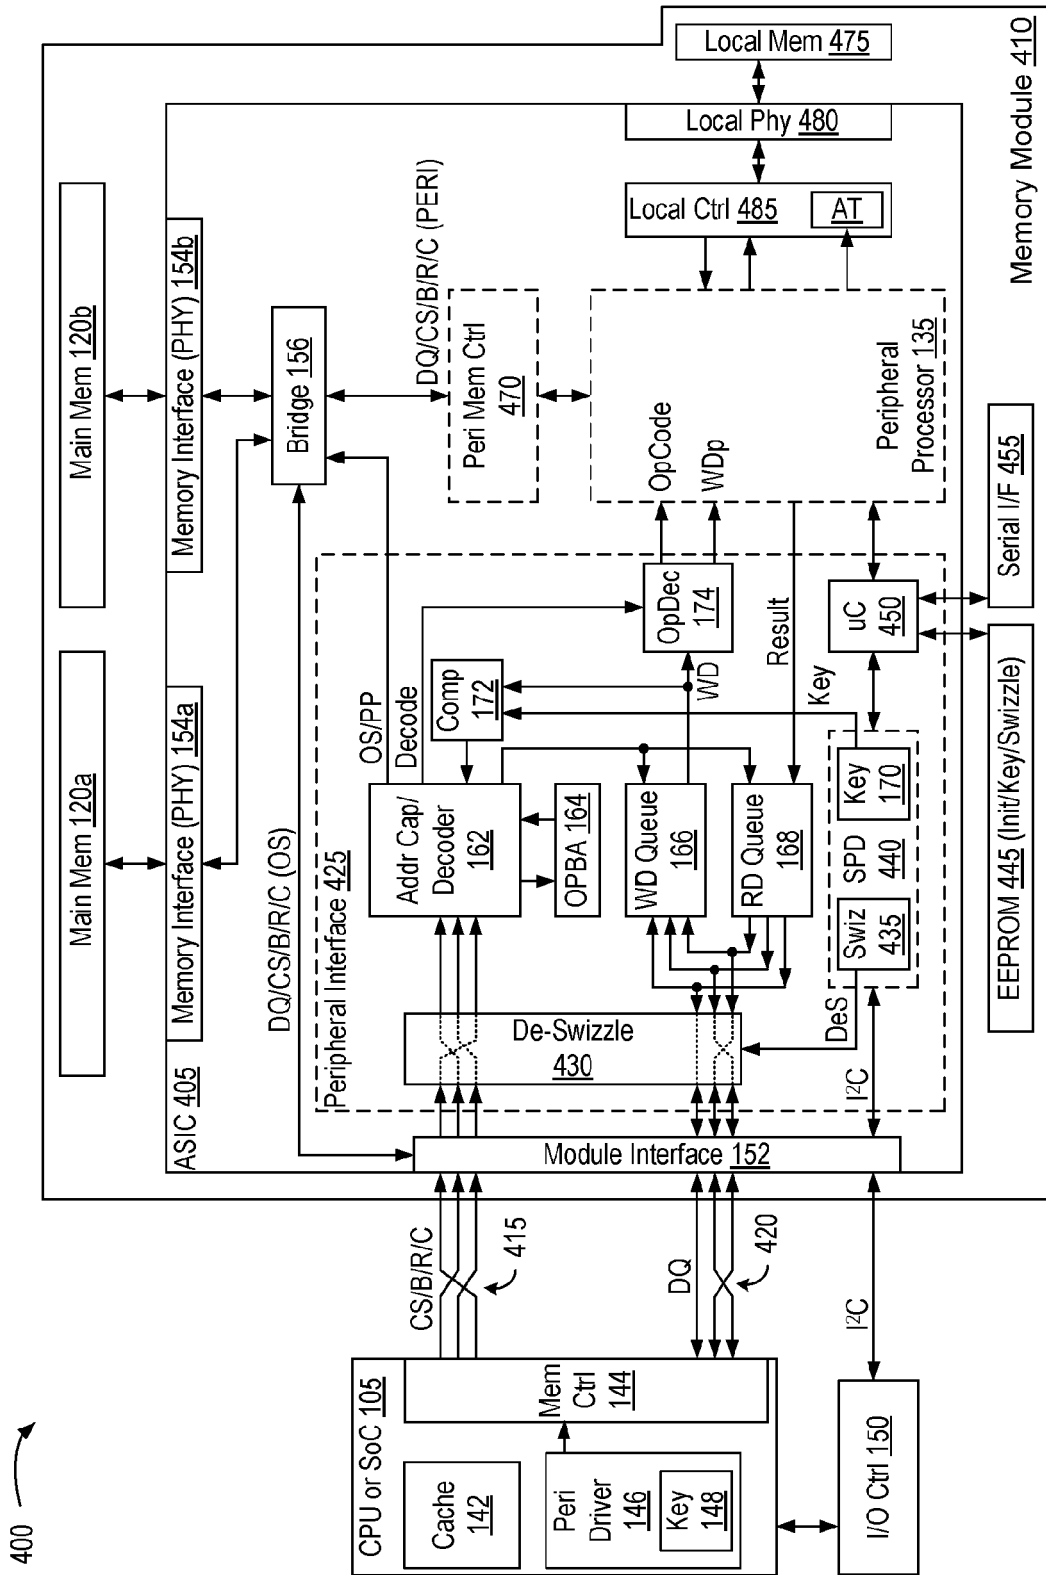 400
CPU or SoC 105
Cache 142
Peri
Driver
146
Key
148
Mem
Ctrl
144
I/O Ctrl 150
CS/B/R/C
415
DQ
420
I²C
Memory Module 410
ASIC 405
Module Interface 152
DQ/CS/B/R/C (OS)
Main Mem 120a
Memory Interface (PHY) 154a
Main Mem 120b
Memory Interface (PHY) 154b
Bridge 156
Peripheral Interface 425
De-Swizzle
430
DeS
I²C
Addr Cap/
Decoder
162
OPBA 164
WD Queue
166
RD Queue
168
Swiz
435
SPD
440
Key
170
OS/PP
Decode
Comp
172
OpDec
174
WD
Result
Key
uC
450
EEPROM 445 (Init/Key/Swizzle)
Serial I/F 455
OpCode
WDp
Peripheral
Processor 135
Peri Mem Ctrl
470
DQ/CS/B/R/C (PERI)
Local Ctrl 485
AT
Local Phy 480
Local Mem 475